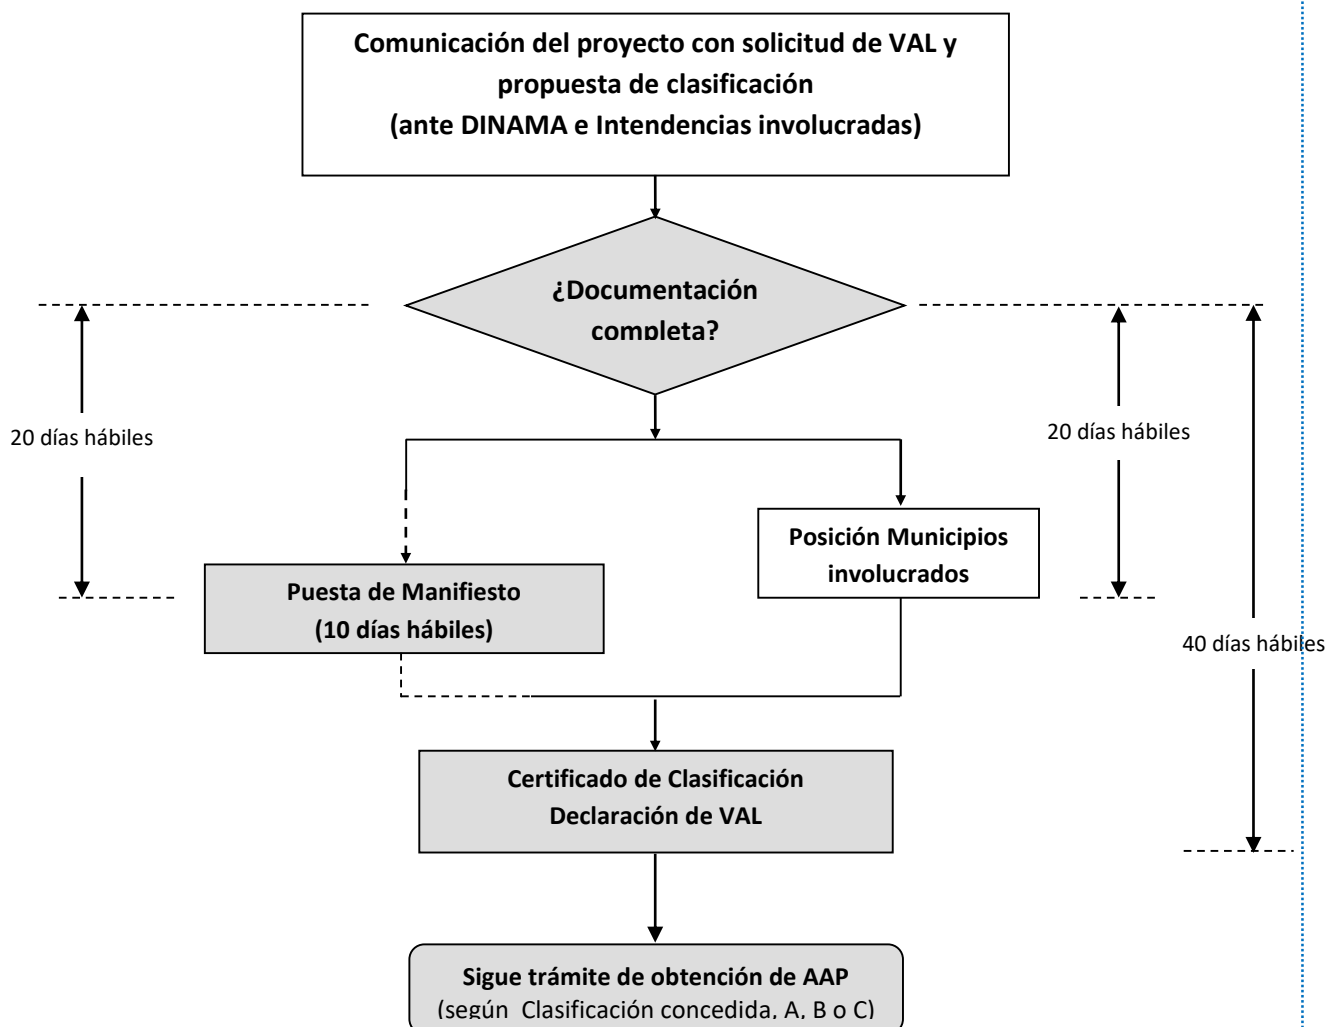 Comunicación del proyecto con solicitud de VAL y
propuesta de clasificación
(ante DINAMA e Intendencias involucradas)
¿Documentación
completa?
20 días hábiles
20 días hábiles
Posición Municipios
involucrados
Puesta de Manifiesto
(10 días hábiles)
40 días hábiles
Certificado de Clasificación
Declaración de VAL
Sigue trámite de obtención de AAP
(según Clasificación concedida, A, B o C)